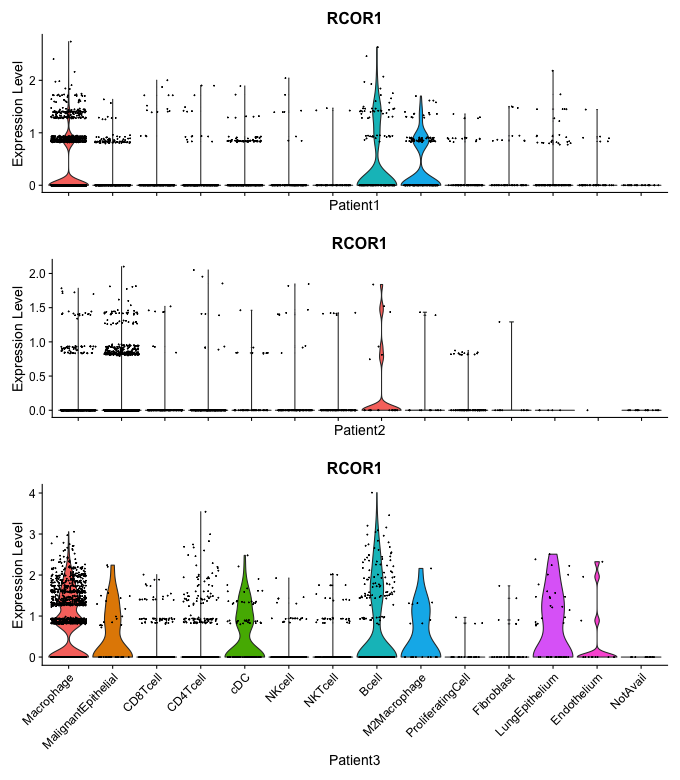 RCOR1
Expression Level
2
1
0
Patient1
RCOR1
Expression Level
2.0
1.5
1.0
0.5
0.0
Patient2
RCOR1
Expression Level
4
3
2
1
0
Macrophage
MalignantEpithelial
CD8Tcell
CD4Tcell
cDC
NKcell
NKTcell
Bcell
M2Macrophage
ProliferatingCell
Fibroblast
LungEpithelium
Endothelium
NotAvail
Patient3